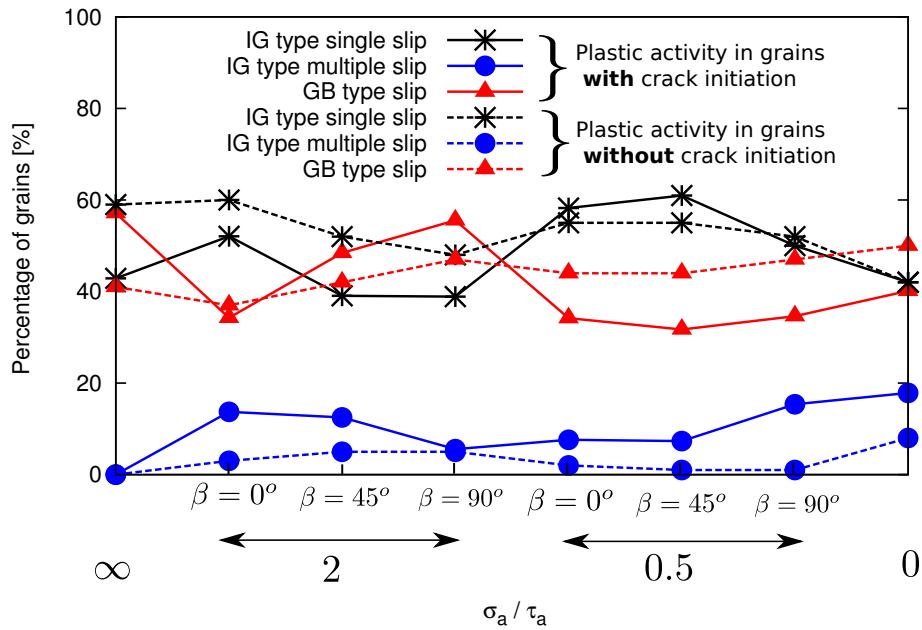 100
80
60
40
20
0
Percentage of grains [%]
IG type single slip
IG type multiple slip
GB type slip
IG type single slip
IG type multiple slip
GB type slip
Plastic activity in grains
with crack initiation
Plastic activity in grains
without crack initiation
β = 0° β = 45° β = 90° β = 0° β = 45° β = 90°
∞ 2 0.5 0
σa / τa